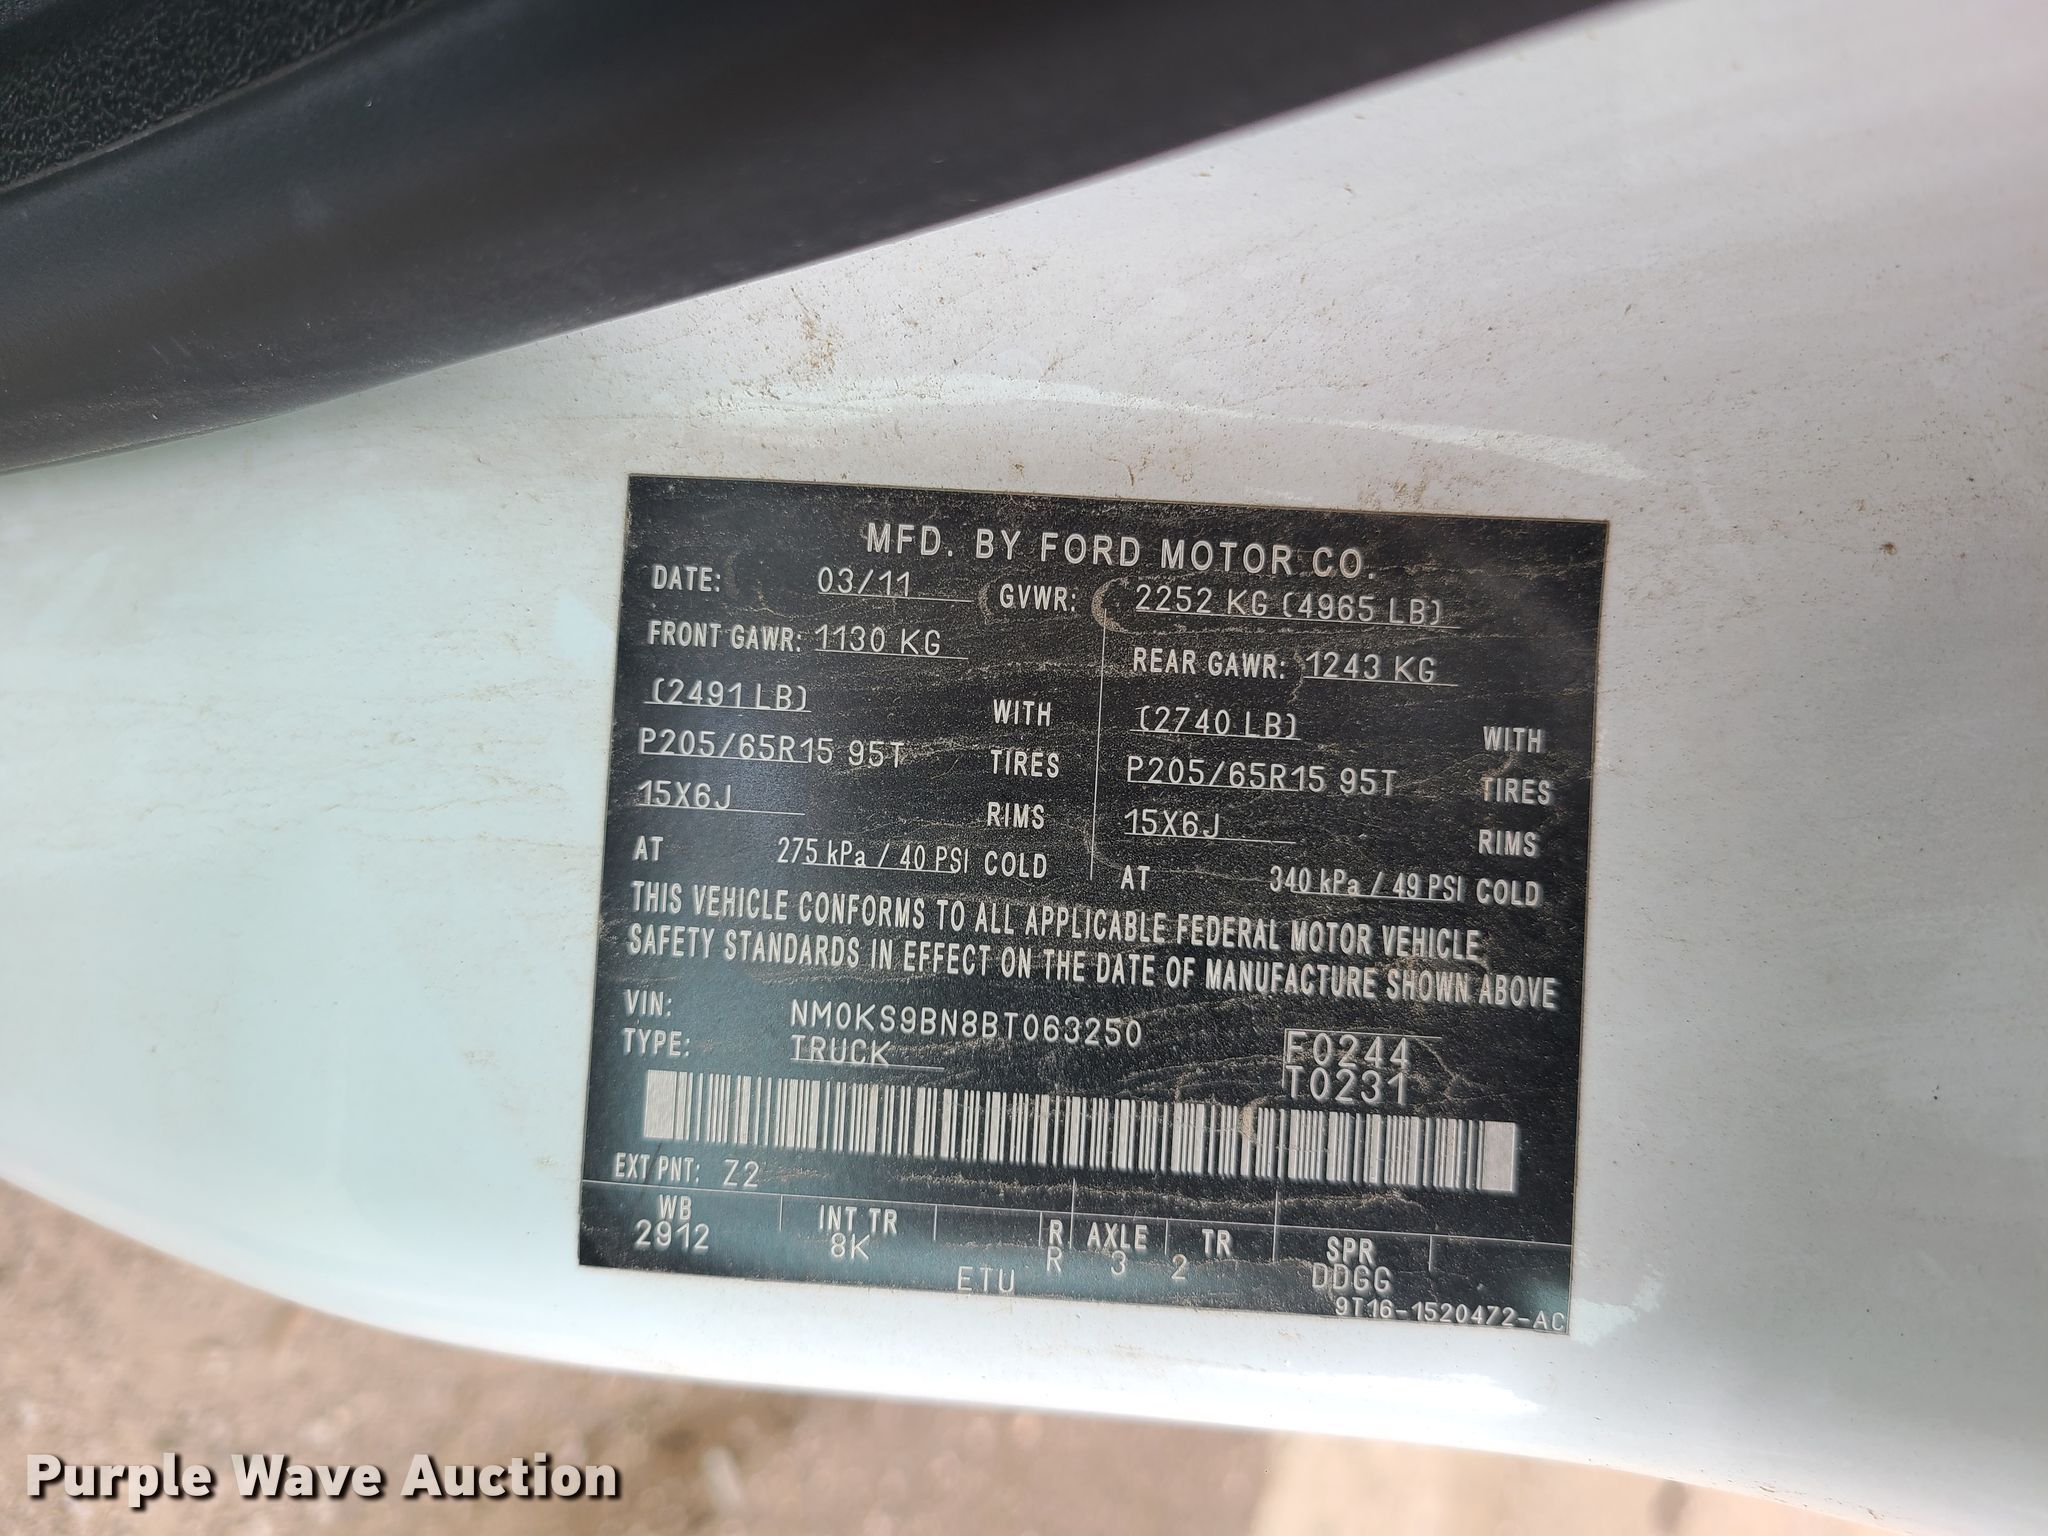 MFD. BY FORD MOTOR CO.
DATE: 03/11 GVWR: 2252 KG (4965 LB)
FRONT GAWR: 1130 KG REAR GAWR: 1243 KG
(2491 LB) WITH (2740 LB) WITH
P205/65R15 95T TIRES P205/65R15 95T TIRES
15X6J RIMS 15X6J RIMS
AT 275 kPa / 40 PSI COLD AT 340 kPa / 49 PSI COLD
THIS VEHICLE CONFORMS TO ALL APPLICABLE FEDERAL MOTOR VEHICLE
SAFETY STANDARDS IN EFFECT ON THE DATE OF MANUFACTURE SHOWN ABOVE
VIN: NM0KS9BN8BT063250
TYPE: TRUCK F0244
T0231
EXT PNT: Z2
WB INT TR R AXLE TR SPR
2912 8K R 3 2 DDGG
ETU
9T16-1520472-AC
Purple Wave Auction